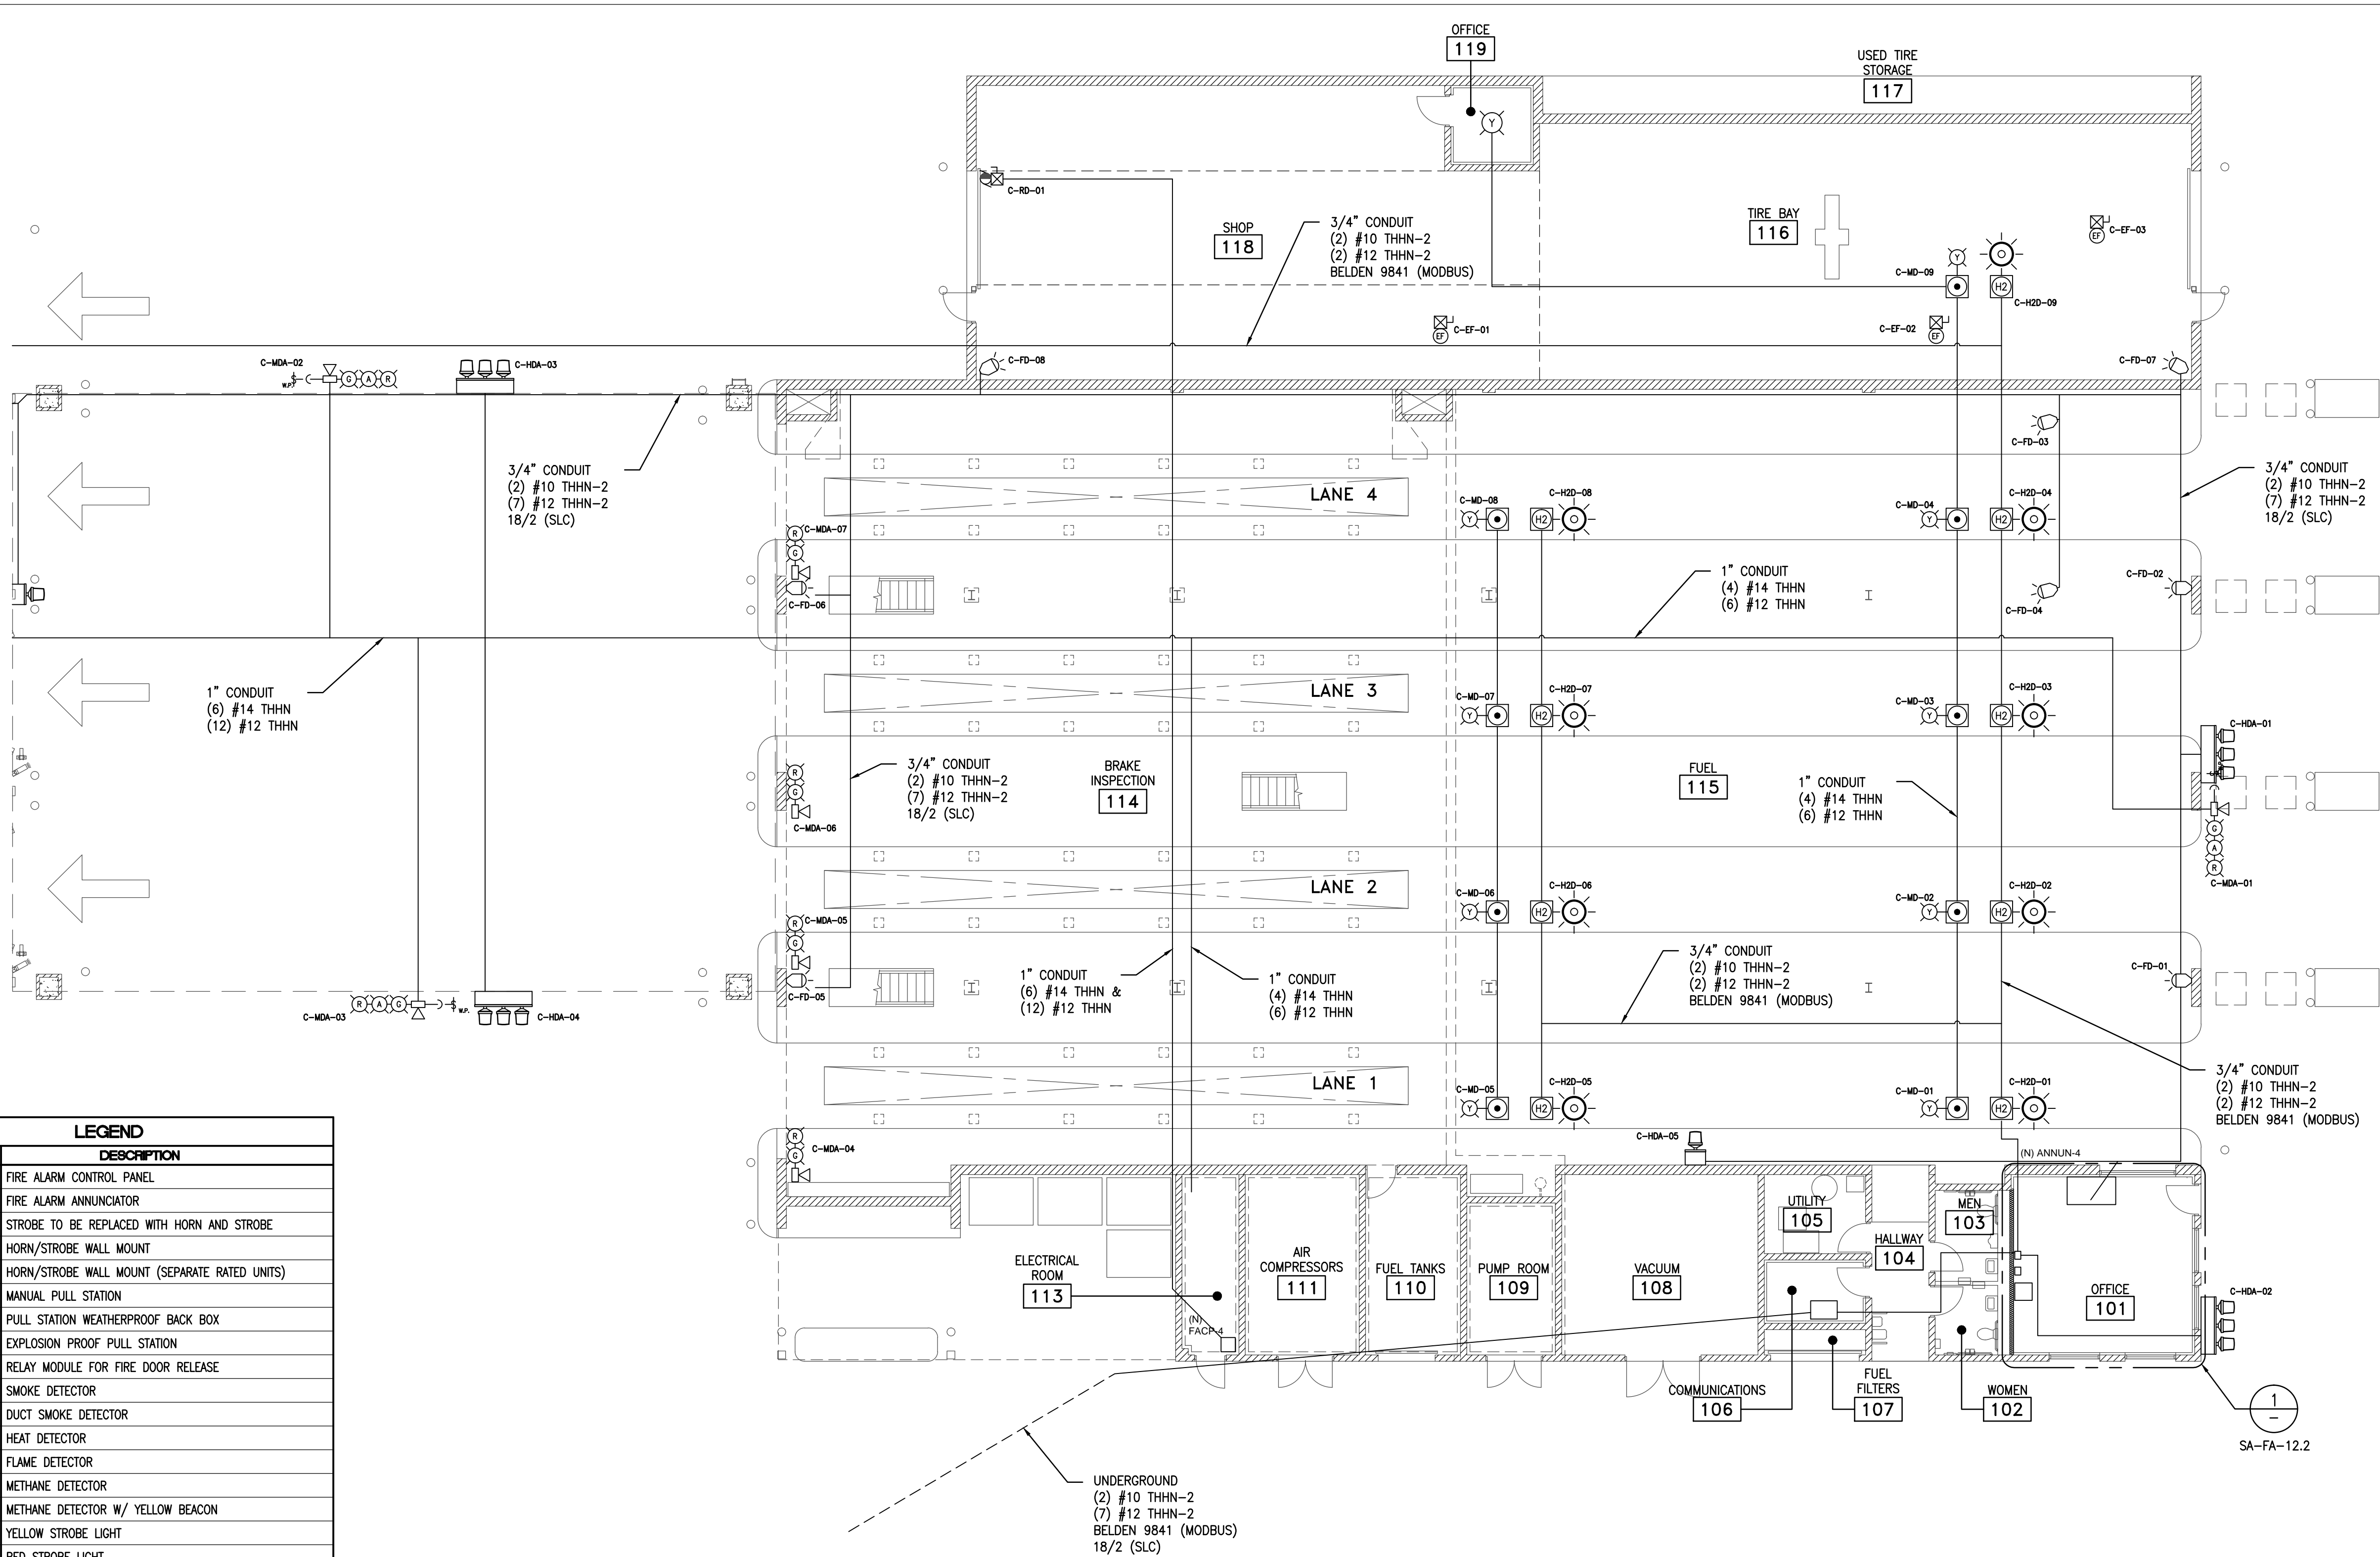 OFFICE
119
USED TIRE
STORAGE
117
C-RD-01
SHOP
118
3/4" CONDUIT
(2) #10 THHN-2
(2) #12 THHN-2
BELDEN 9841 (MODBUS)
TIRE BAY
116
EF
C-EF-03
Y
Y
C-MD-09
H2
C-H2D-09
EF
C-EF-01
C-EF-02
EF
C-MDA-02
W.P.
G
A
R
C-HDA-03
C-FD-08
C-FD-07
C-FD-03
3/4" CONDUIT
(2) #10 THHN-2
(7) #12 THHN-2
18/2 (SLC)
3/4" CONDUIT
(2) #10 THHN-2
(7) #12 THHN-2
18/2 (SLC)
LANE 4
C-MD-08
C-H2D-08
Y
H2
C-MD-04
C-H2D-04
Y
H2
C-MDA-07
R
G
C-FD-06
1" CONDUIT
(4) #14 THHN
(6) #12 THHN
C-FD-02
C-FD-04
1" CONDUIT
(6) #14 THHN
(12) #12 THHN
LANE 3
C-MD-07
C-H2D-07
Y
H2
C-MD-03
C-H2D-03
Y
H2
C-HDA-01
3/4" CONDUIT
(2) #10 THHN-2
(7) #12 THHN-2
18/2 (SLC)
BRAKE
INSPECTION
114
FUEL
115
1" CONDUIT
(4) #14 THHN
(6) #12 THHN
R
G
C-MDA-06
G
A
R
C-MDA-01
LANE 2
C-MD-06
C-H2D-06
Y
H2
C-MD-02
C-H2D-02
Y
H2
C-MDA-05
R
G
C-FD-05
1" CONDUIT
(6) #14 THHN &
(12) #12 THHN
1" CONDUIT
(4) #14 THHN
(6) #12 THHN
3/4" CONDUIT
(2) #10 THHN-2
(2) #12 THHN-2
BELDEN 9841 (MODBUS)
C-FD-01
C-MDA-03
R
A
G
W.P.
C-HDA-04
LANE 1
C-MD-05
C-H2D-05
Y
H2
C-MD-01
C-H2D-01
Y
H2
3/4" CONDUIT
(2) #10 THHN-2
(2) #12 THHN-2
BELDEN 9841 (MODBUS)
R
G
C-MDA-04
C-HDA-05
(N) ANNUN-4
UTILITY
105
MEN
103
HALLWAY
104
ELECTRICAL
ROOM
113
AIR
COMPRESSORS
111
FUEL TANKS
110
PUMP ROOM
109
VACUUM
108
OFFICE
101
C-HDA-02
(N)
FACP-4
COMMUNICATIONS
106
FUEL
FILTERS
107
WOMEN
102
1
-
SA-FA-12.2
UNDERGROUND
(2) #10 THHN-2
(7) #12 THHN-2
BELDEN 9841 (MODBUS)
18/2 (SLC)
LEGEND
DESCRIPTION
FIRE ALARM CONTROL PANEL
FIRE ALARM ANNUNCIATOR
STROBE TO BE REPLACED WITH HORN AND STROBE
HORN/STROBE WALL MOUNT
HORN/STROBE WALL MOUNT (SEPARATE RATED UNITS)
MANUAL PULL STATION
PULL STATION WEATHERPROOF BACK BOX
EXPLOSION PROOF PULL STATION
RELAY MODULE FOR FIRE DOOR RELEASE
SMOKE DETECTOR
DUCT SMOKE DETECTOR
HEAT DETECTOR
FLAME DETECTOR
METHANE DETECTOR
METHANE DETECTOR W/ YELLOW BEACON
YELLOW STROBE LIGHT
RED STROBE LIGHT